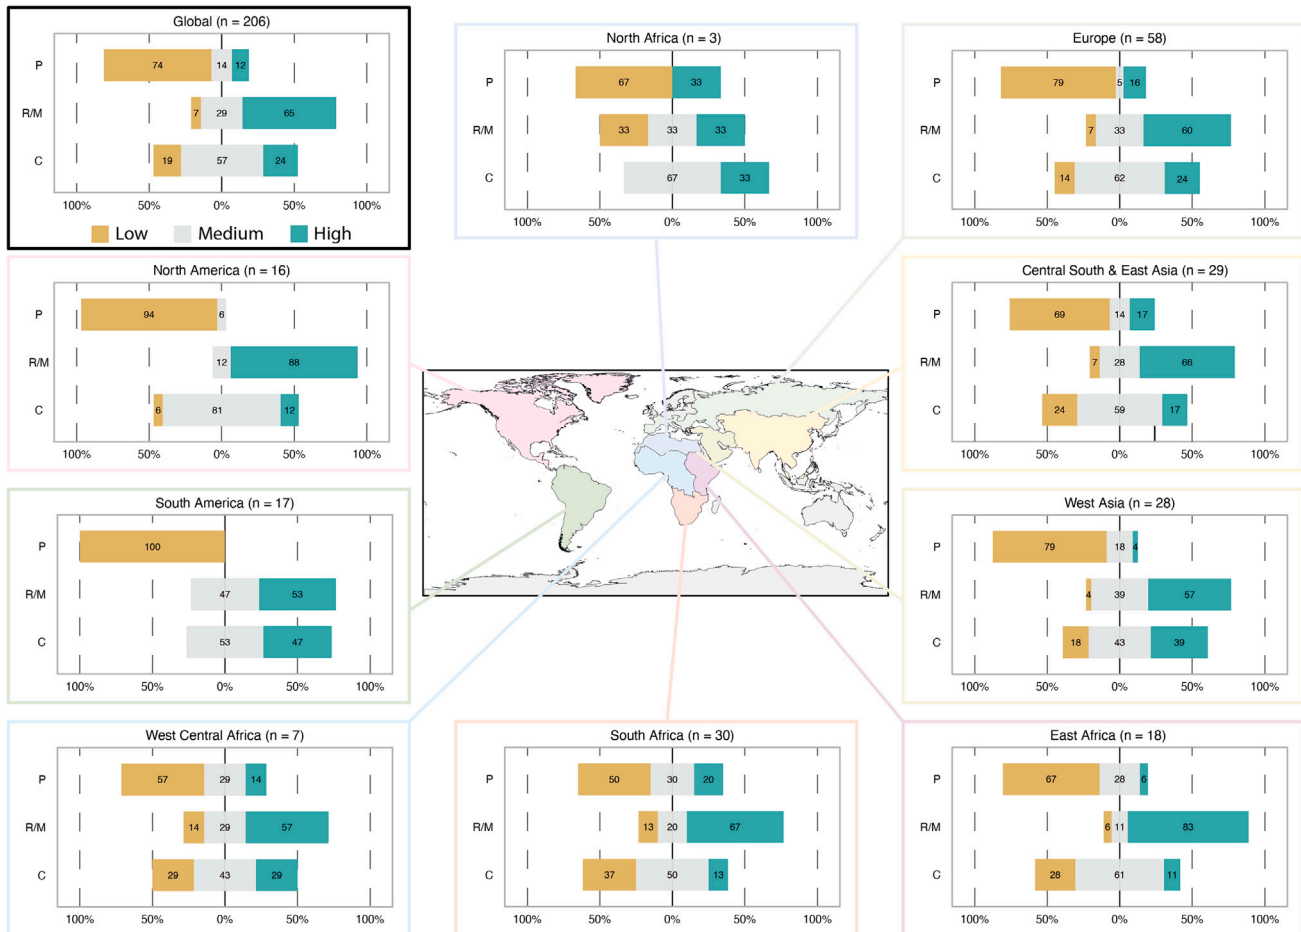 Global (n = 206)
P
74 14 12
R/M
7 29 65
C
19 57 24
100% 50% 0% 50% 100%
Low Medium High
North Africa (n = 3)
P
67 33
R/M
33 33 33
C
67 33
100% 50% 0% 50% 100%
Europe (n = 58)
P
79 5 16
R/M
7 33 60
C
14 62 24
100% 50% 0% 50% 100%
North America (n = 16)
P
94 6
R/M
12 88
C
6 81 12
100% 50% 0% 50% 100%
Central South & East Asia (n = 29)
P
69 14 17
R/M
7 28 66
C
24 59 17
100% 50% 0% 50% 100%
South America (n = 17)
P
100
R/M
47 53
C
53 47
100% 50% 0% 50% 100%
West Asia (n = 28)
P
79 18 4
R/M
4 39 57
C
18 43 39
100% 50% 0% 50% 100%
West Central Africa (n = 7)
P
57 29 14
R/M
14 29 57
C
29 43 29
100% 50% 0% 50% 100%
South Africa (n = 30)
P
50 30 20
R/M
13 20 67
C
37 50 13
100% 50% 0% 50% 100%
East Africa (n = 18)
P
67 28 6
R/M
6 11 83
C
28 61 11
100% 50% 0% 50% 100%